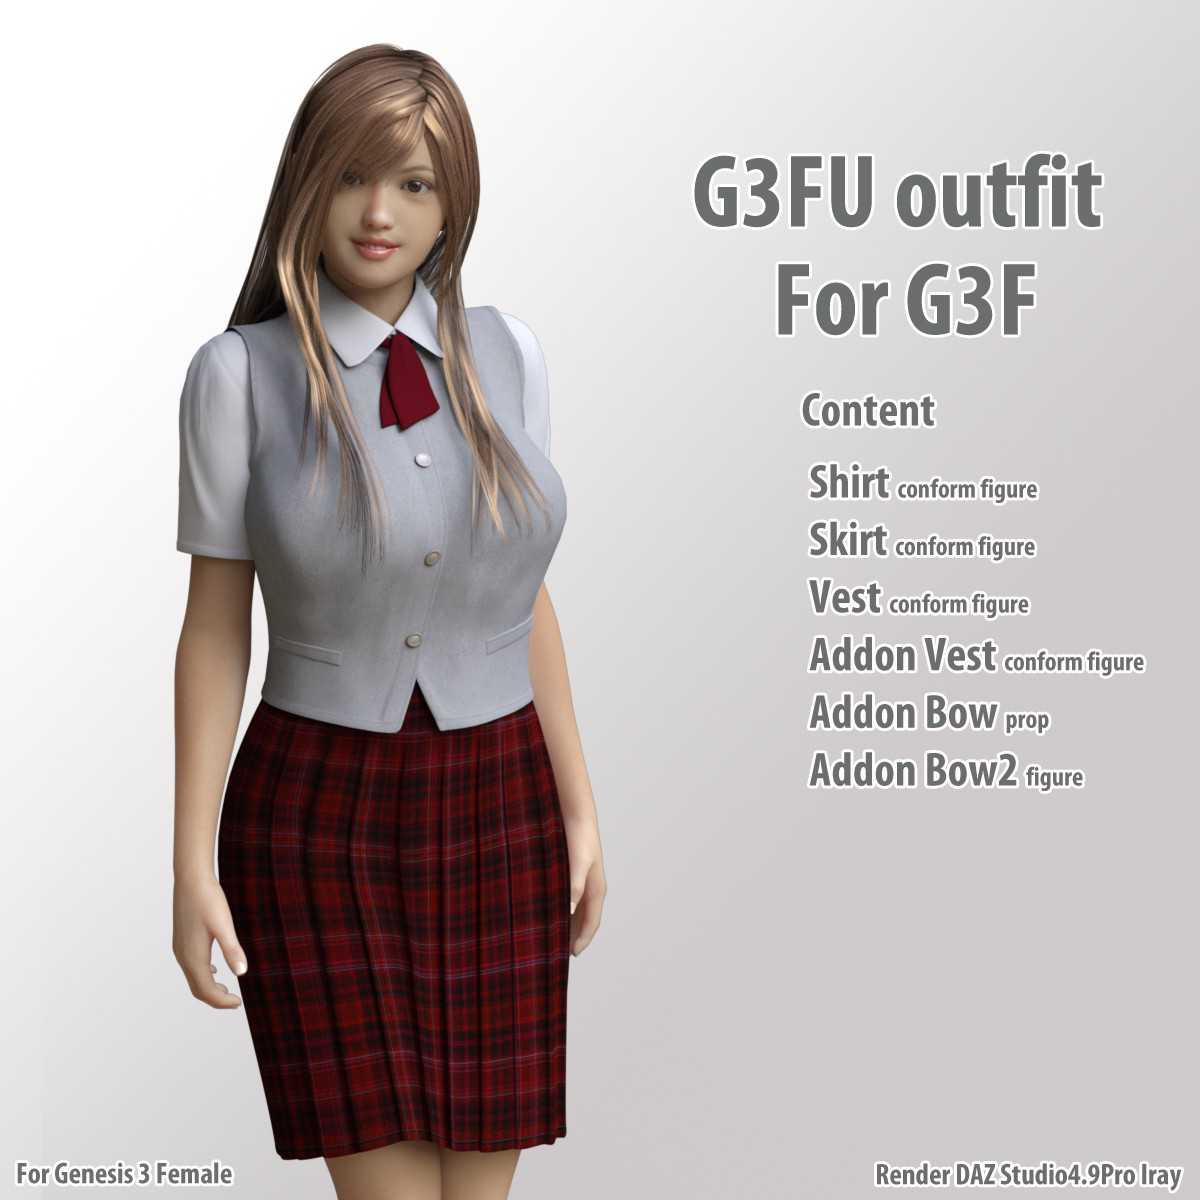 G3FU outfit
For G3F
Content
Shirt conform figure
Skirt conform figure
Vest conform figure
Addon Vest conform figure
Addon Bow prop
Addon Bow2 figure
For Genesis 3 Female
Render DAZ Studio4.9Pro Iray